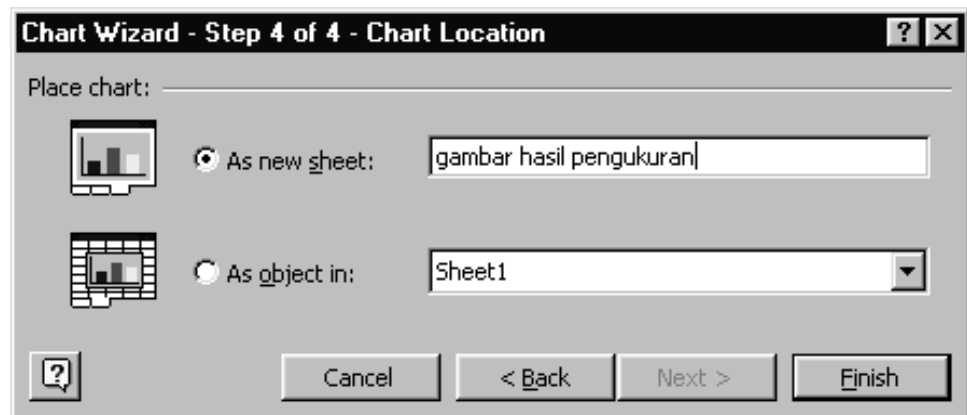 Chart Wizard - Step 4 of 4 - Chart Location
Place chart:
As new sheet: gambar hasil pengukuran
As object in: Sheet1
Cancel < Back Next > Finish